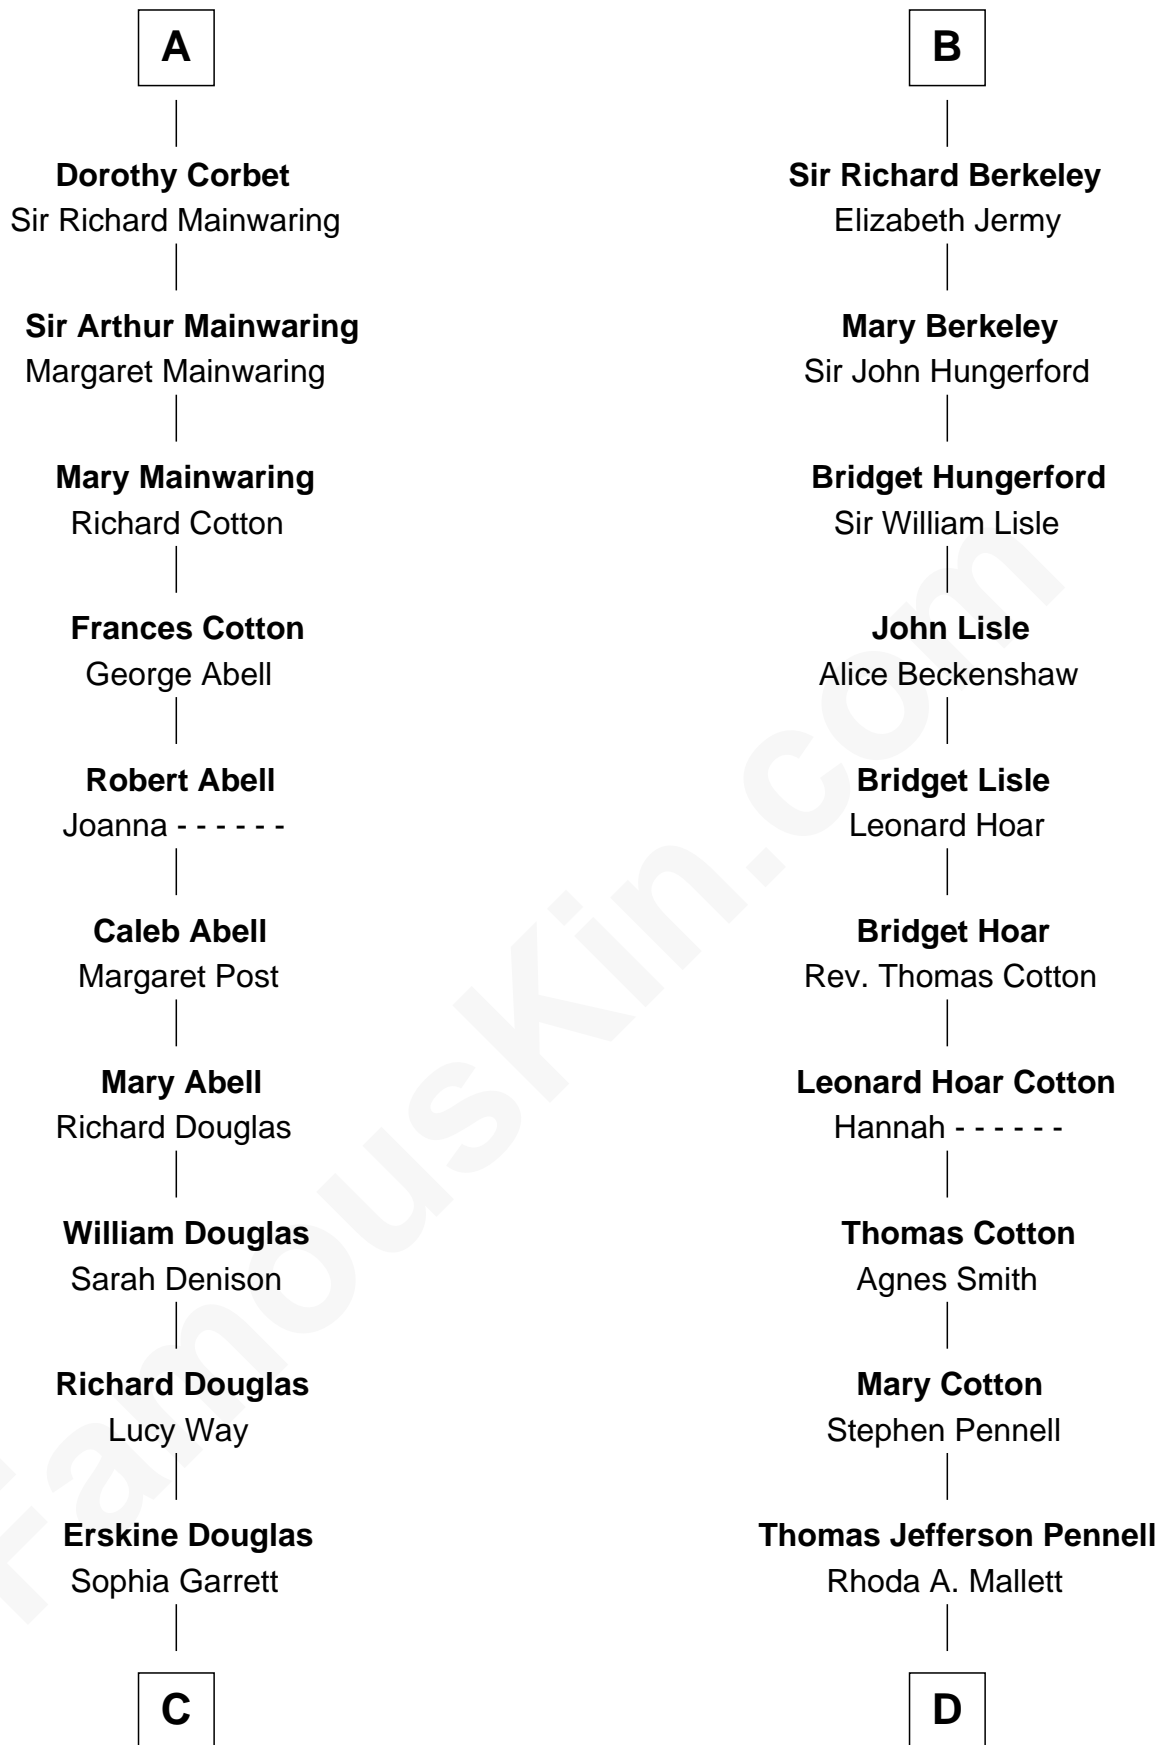 A
Dorothy Corbet
Sir Richard Mainwaring
Sir Arthur Mainwaring
Margaret Mainwaring
Mary Mainwaring
Richard Cotton
Frances Cotton
George Abell
Robert Abell
Joanna - - - - - -
Caleb Abell
Margaret Post
Mary Abell
Richard Douglas
William Douglas
Sarah Denison
Richard Douglas
Lucy Way
Erskine Douglas
Sophia Garrett
C
B
Sir Richard Berkeley
Elizabeth Jermy
Mary Berkeley
Sir John Hungerford
Bridget Hungerford
Sir William Lisle
John Lisle
Alice Beckenshaw
Bridget Lisle
Leonard Hoar
Bridget Hoar
Rev. Thomas Cotton
Leonard Hoar Cotton
Hannah - - - - - -
Thomas Cotton
Agnes Smith
Mary Cotton
Stephen Pennell
Thomas Jefferson Pennell
Rhoda A. Mallett
D
FamousKin.com